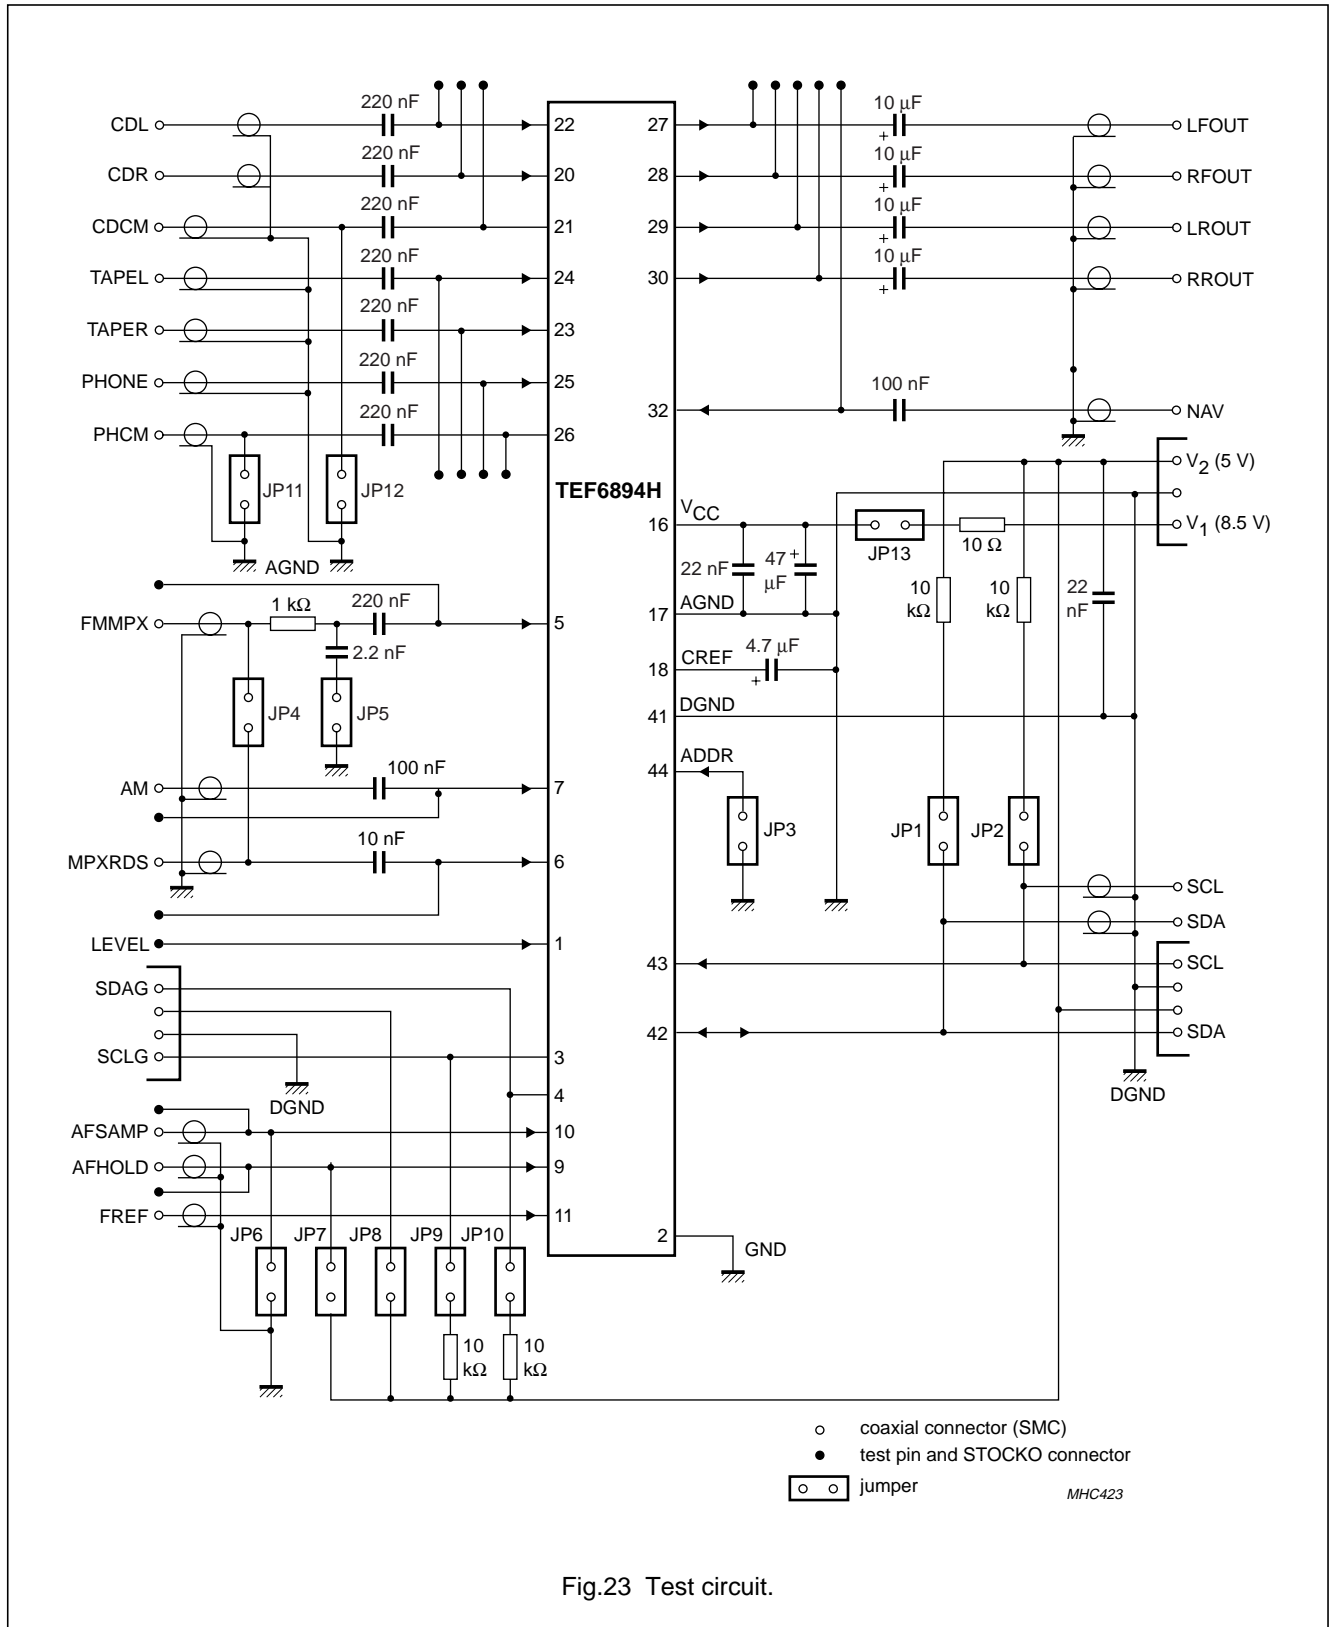 CDL
220 nF
22
CDR
220 nF
20
CDCM
220 nF
21
TAPEL
220 nF
24
TAPER
220 nF
23
PHONE
220 nF
25
PHCM
220 nF
26
JP11
JP12
AGND
FMMPX
1 kΩ
220 nF
5
2.2 nF
JP4
JP5
AM
100 nF
7
MPXRDS
10 nF
6
LEVEL
1
SDAG
SCLG
3
4
DGND
AFSAMP
10
AFHOLD
9
FREF
11
JP6
JP7
JP8
JP9
JP10
10
kΩ
10
kΩ
TEF6894H
27
10 µF
+
LFOUT
28
10 µF
+
RFOUT
29
10 µF
+
LROUT
30
10 µF
+
RROUT
32
100 nF
NAV
V2 (5 V)
V1 (8.5 V)
16
VCC
JP13
10 Ω
22 nF
47
µF
+
10
kΩ
10
kΩ
22
nF
17
AGND
18
CREF
4.7 µF
+
41
DGND
44
ADDR
JP3
JP1
JP2
SCL
SDA
43
SCL
42
SDA
DGND
2
GND
coaxial connector (SMC)
test pin and STOCKO connector
jumper
MHC423
Fig.23 Test circuit.